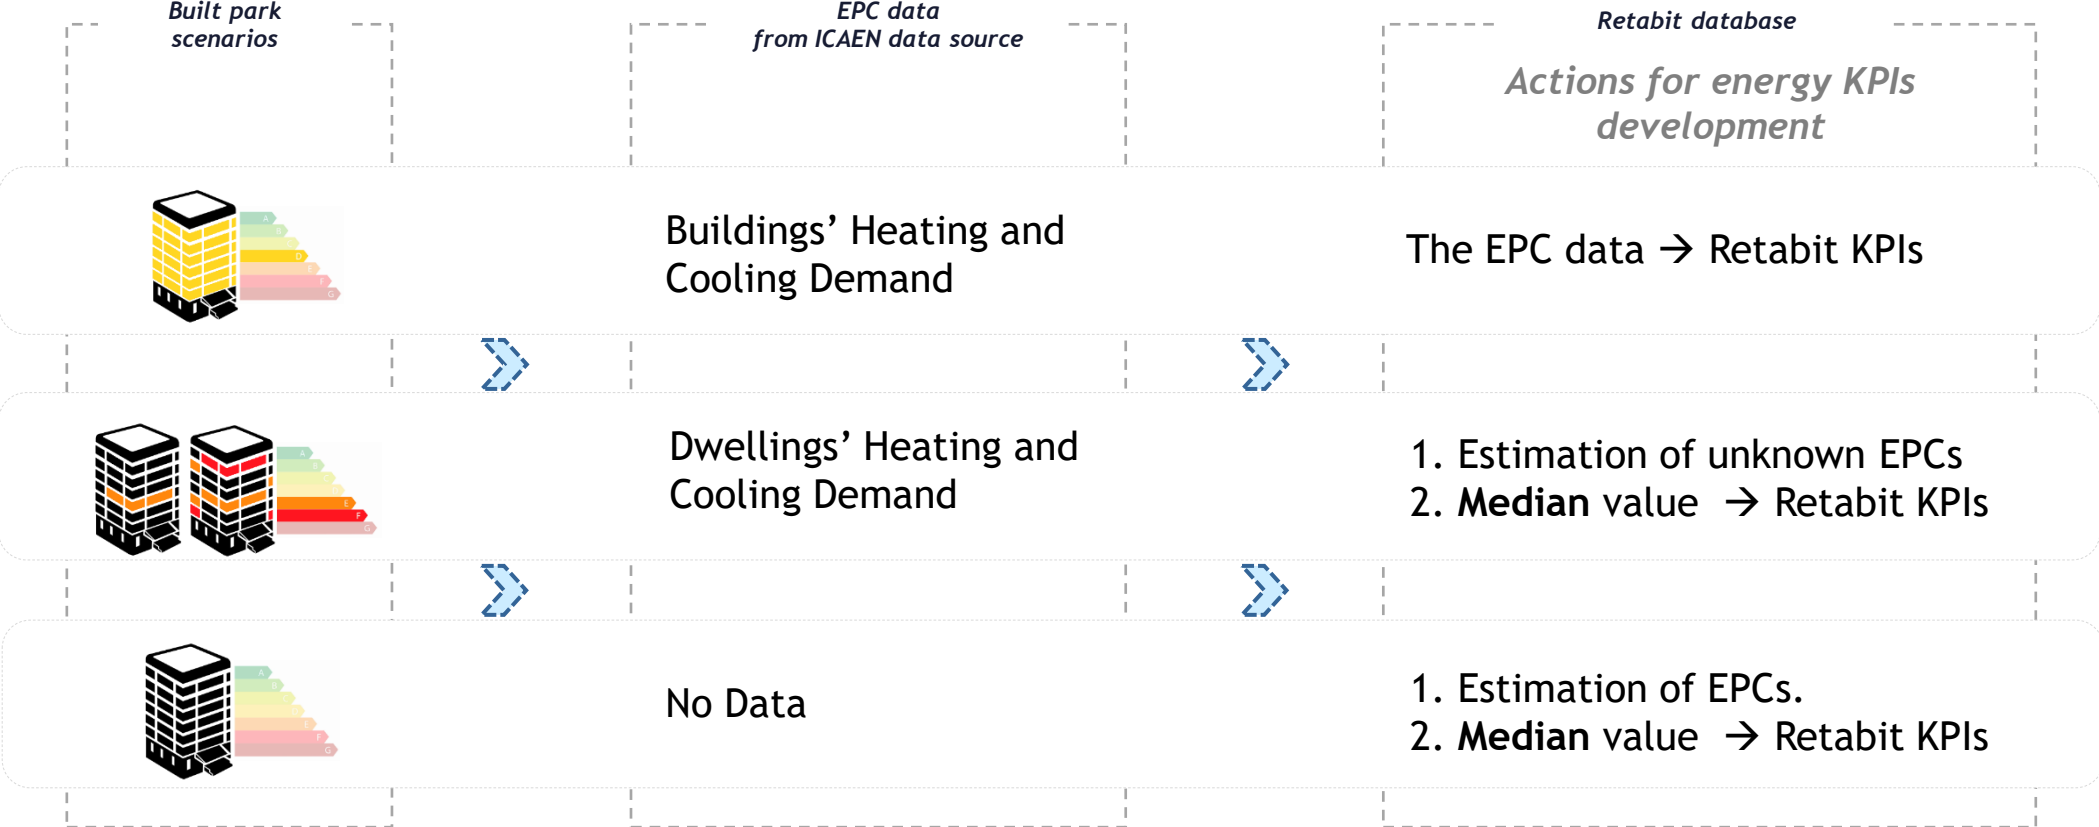 Built park
scenarios
EPC data
from ICAEN data source
Retabit database
Actions for energy KPIs
development
A
B
C
D
E
F
G
Buildings’ Heating and
Cooling Demand
The EPC data → Retabit KPIs
A
B
E
F
G
Dwellings’ Heating and
Cooling Demand
1. Estimation of unknown EPCs
2. Median value → Retabit KPIs
A
B
E
F
G
No Data
1. Estimation of EPCs.
2. Median value → Retabit KPIs